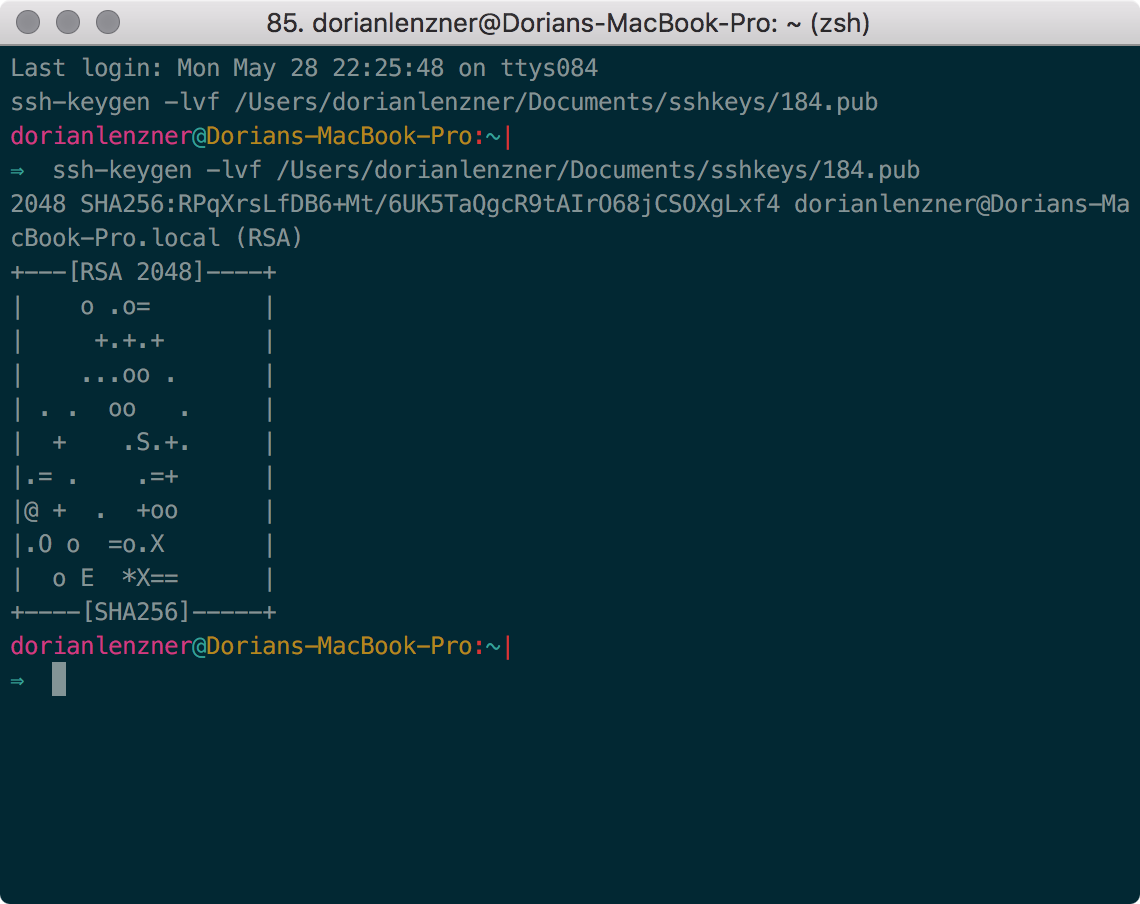 85. dorianlenzner@Dorians-MacBook-Pro: ~ (zsh)
Last login: Mon May 28 22:25:48 on ttys084
ssh-keygen -lvf /Users/dorianlenzner/Documents/sshkeys/184.pub
dorianlenzner@Dorians-MacBook-Pro:~|
⇒  ssh-keygen -lvf /Users/dorianlenzner/Documents/sshkeys/184.pub
2048 SHA256:RPqXrsLfDB6+Mt/6UK5TaQgcR9tAIrO68jCSOXgLxf4 dorianlenzner@Dorians-Ma
cBook-Pro.local (RSA)
+---[RSA 2048]----+
|    o .o=        |
|     +.+.+       |
|    ...oo .      |
| . .  oo   .     |
|  +    .S.+.     |
|.= .    .=+      |
|@ +  .  +oo      |
|.O o  =o.X       |
|  o E  *X==      |
+----[SHA256]-----+
dorianlenzner@Dorians-MacBook-Pro:~|
⇒